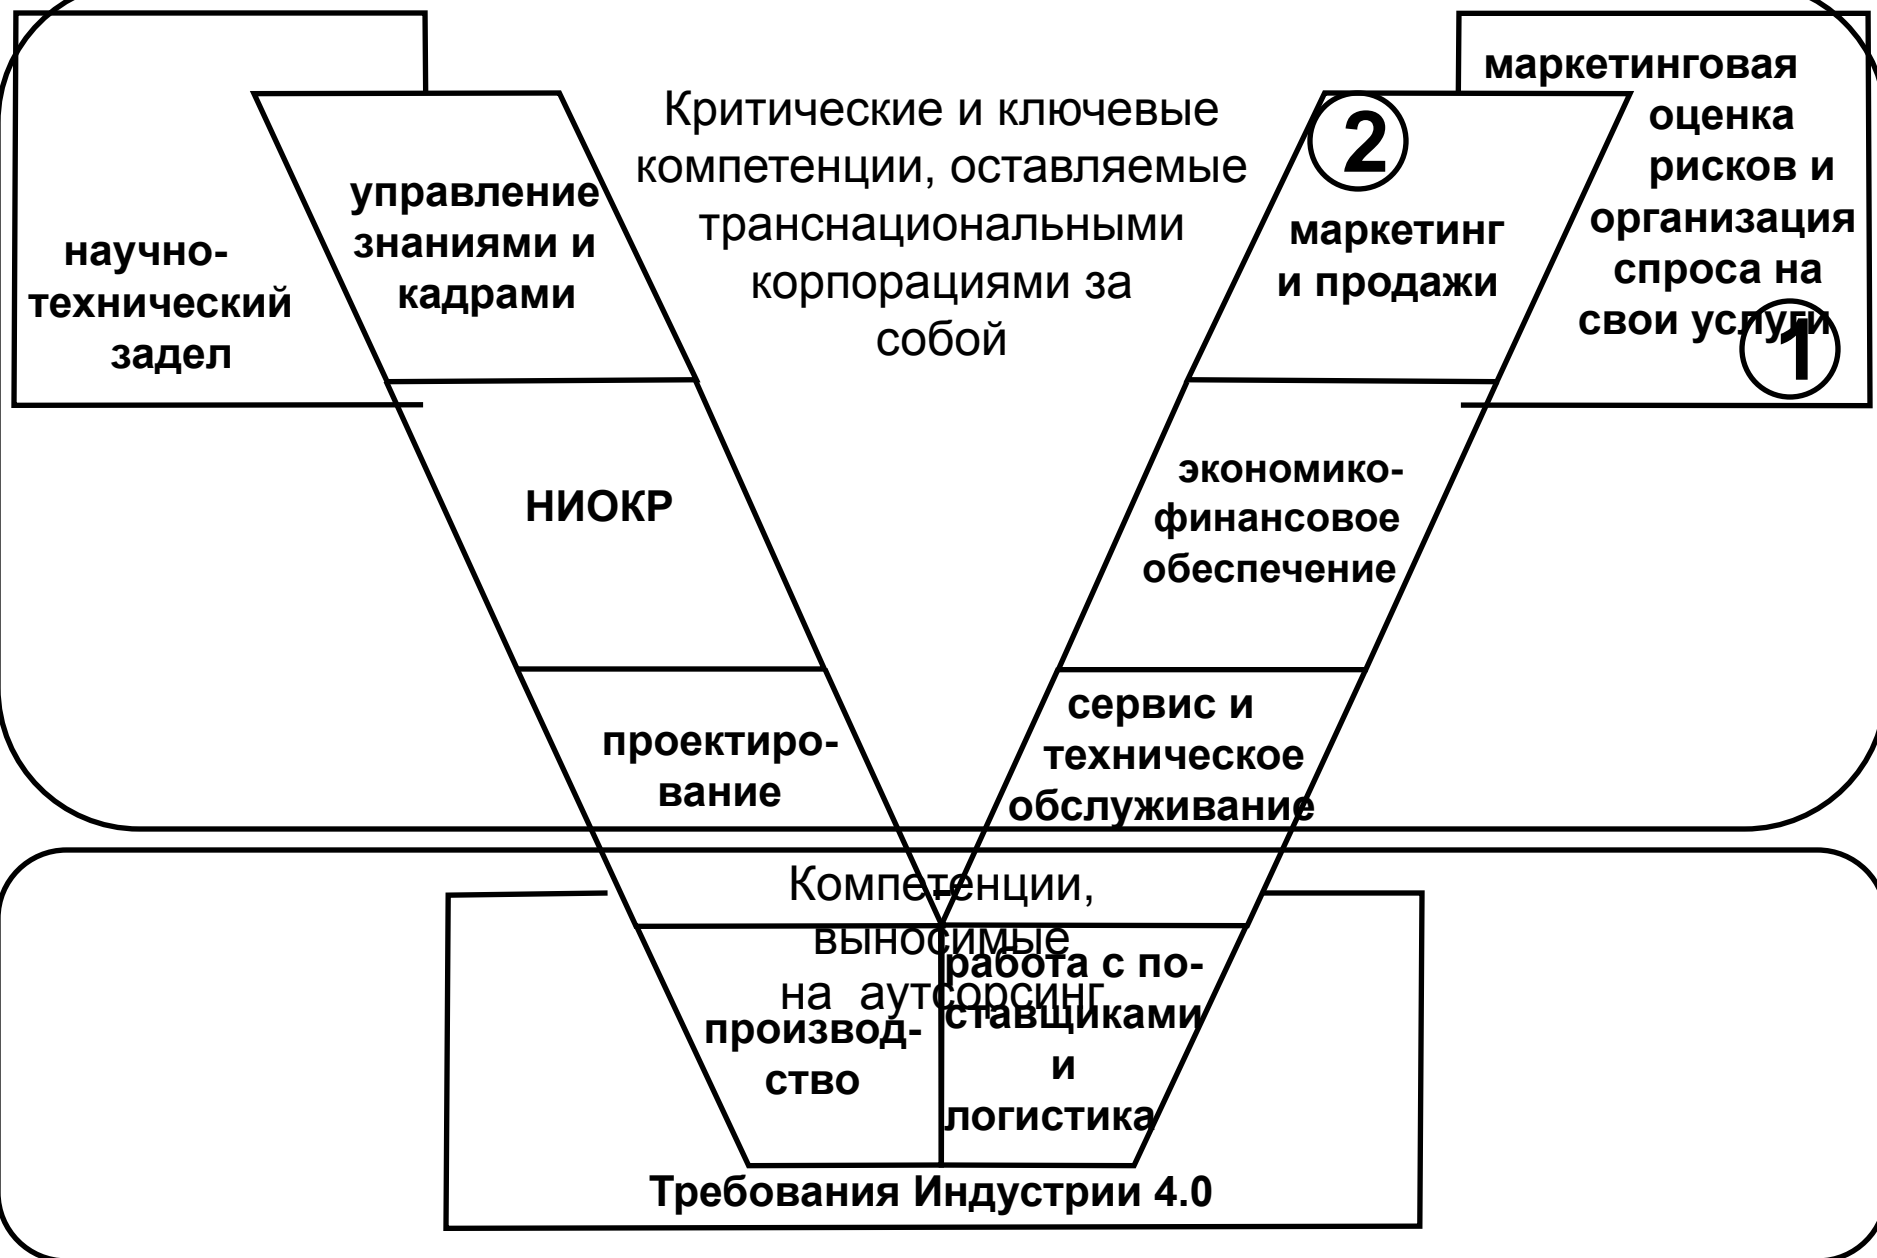 научно-
технический
задел
управление
знаниями и
кадрами
Критические и ключевые
компетенции, оставляемые
транснациональными
корпорациями за
собой
2
маркетинг
и продажи
маркетинговая
оценка
рисков и
организация
спроса на
свои услуги
1
НИОКР
экономико-
финансовое
обеспечение
проектиро-
вание
сервис и
техническое
обслуживание
Компетенции,
выносимые
на аутсорсинг
производ-
ство
работа с по-
ставщиками
и
логистика
Требования Индустрии 4.0